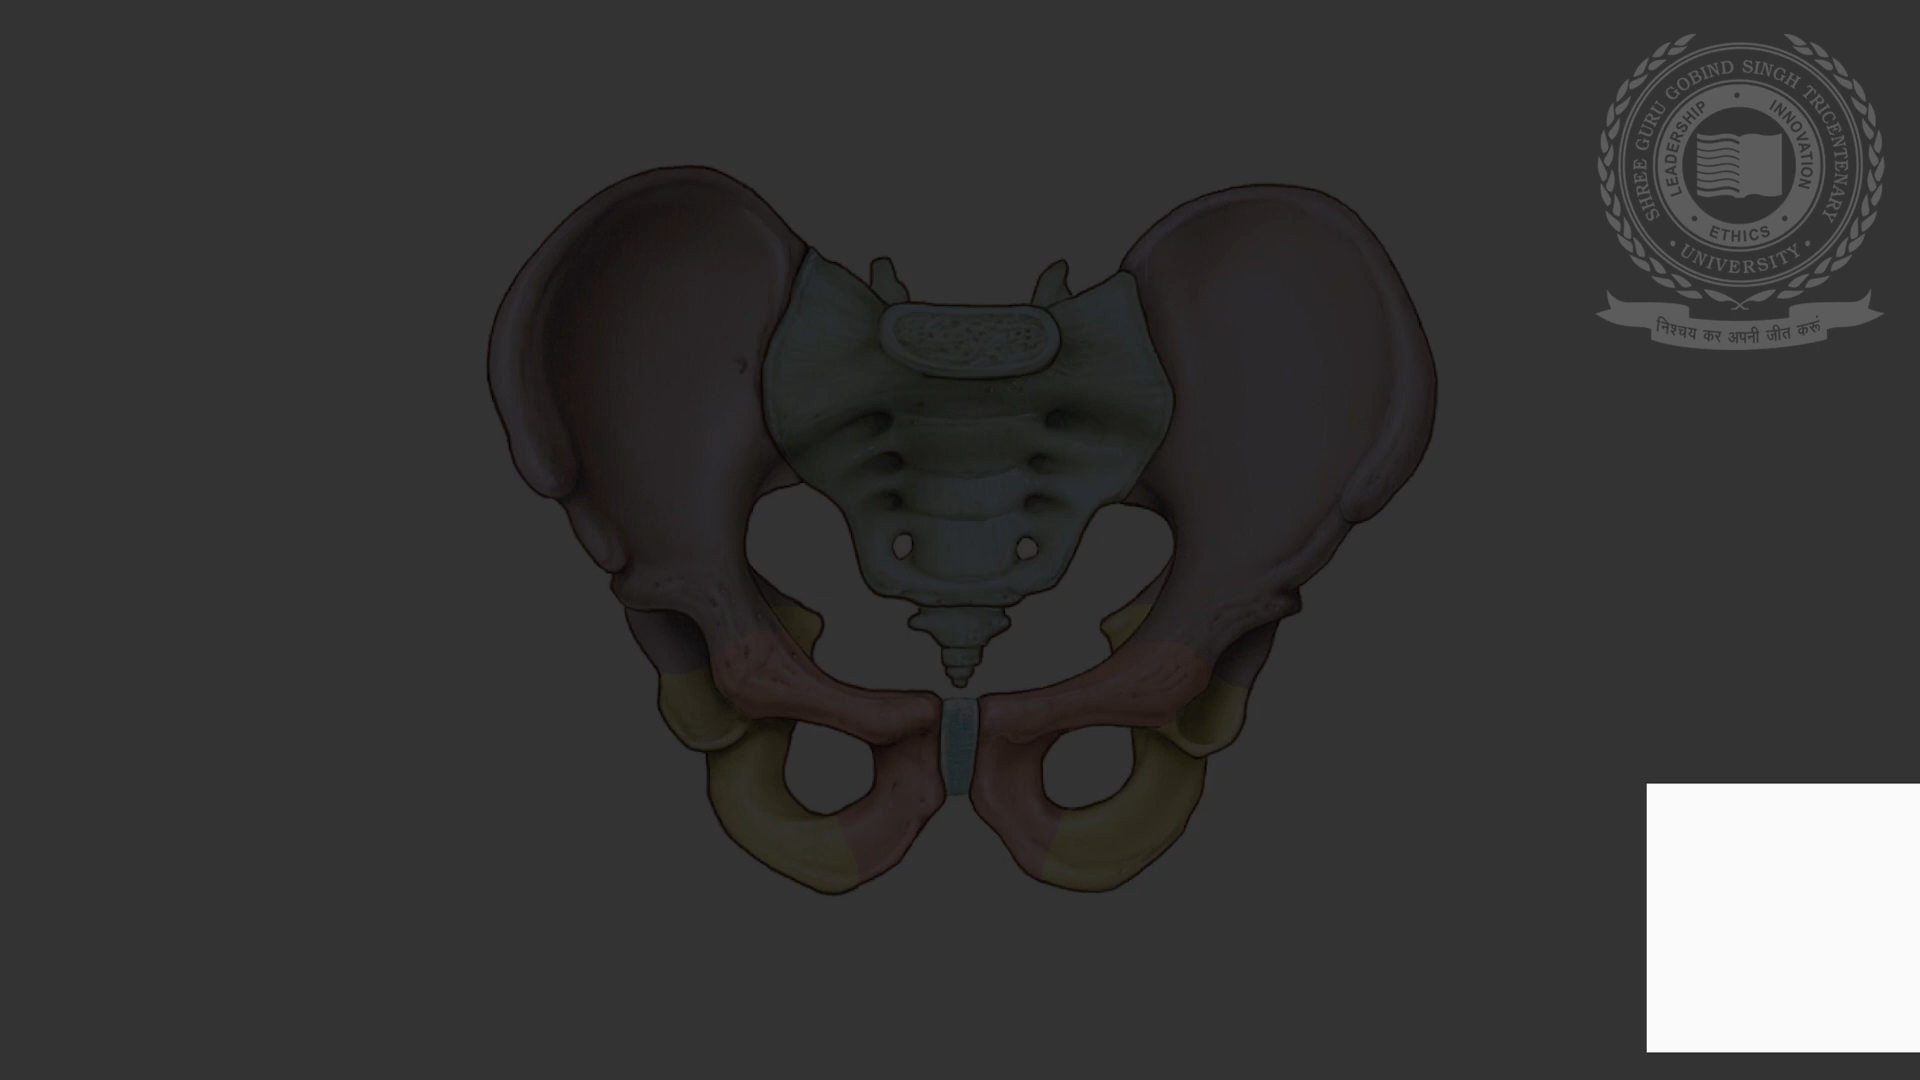 SHREE GURU GOBIND SINGH TRICENTENARY
UNIVERSITY
LEADERSHIP
INNOVATION
ETHICS
निश्चय कर अपनी जीत करूं